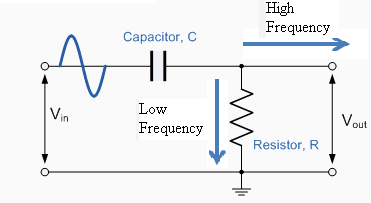 High
Frequency
Capacitor, C
Vin
Low
Frequency
Vout
Resistor, R